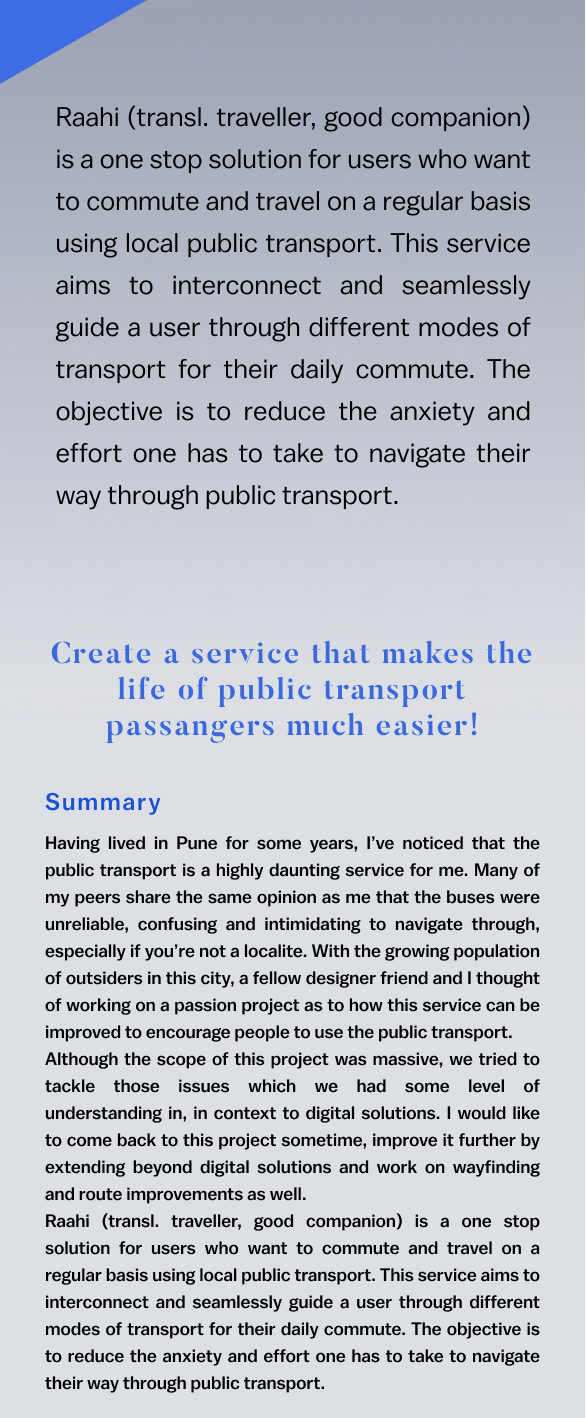 Raahi (transl. traveller, good companion)
is a one stop solution for users who want
to commute and travel on a regular basis
using local public transport. This service
aims to interconnect and seamlessly
guide a user through different modes of
transport for their daily commute. The
objective is to reduce the anxiety and
effort one has to take to navigate their
way through public transport.
Create a service that makes the
life of public transport
passangers much easier!
Summary
Having lived in Pune for some years, I’ve noticed that the
public transport is a highly daunting service for me. Many of
my peers share the same opinion as me that the buses were
unreliable, confusing and intimidating to navigate through,
especially if you’re not a localite. With the growing population
of outsiders in this city, a fellow designer friend and I thought
of working on a passion project as to how this service can be
improved to encourage people to use the public transport.
Although the scope of this project was massive, we tried to
tackle those issues which we had some level of
understanding in, in context to digital solutions. I would like
to come back to this project sometime, improve it further by
extending beyond digital solutions and work on wayfinding
and route improvements as well.
Raahi (transl. traveller, good companion) is a one stop
solution for users who want to commute and travel on a
regular basis using local public transport. This service aims to
interconnect and seamlessly guide a user through different
modes of transport for their daily commute. The objective is
to reduce the anxiety and effort one has to take to navigate
their way through public transport.